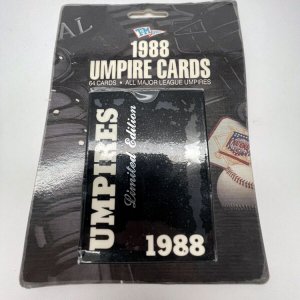 T&M
1988
UMPIRE CARDS
64 CARDS • ALL MAJOR LEAGUE UMPIRES
UMPIRES
Limited Edition
1988